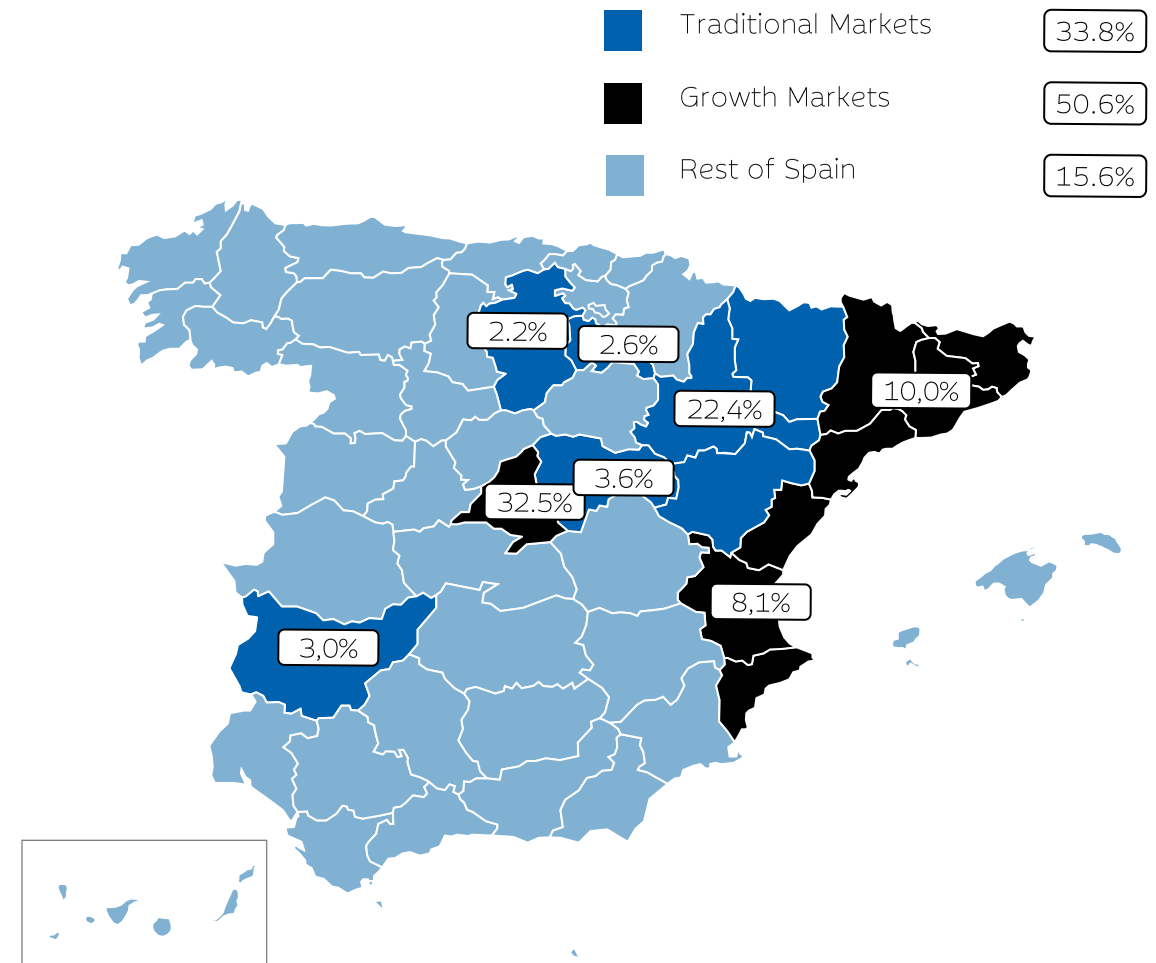 Traditional Markets 33.8%
Growth Markets 50.6%
Rest of Spain 15.6%
2.2%
2.6%
10,0%
22,4%
3.6%
32.5%
8,1%
3,0%